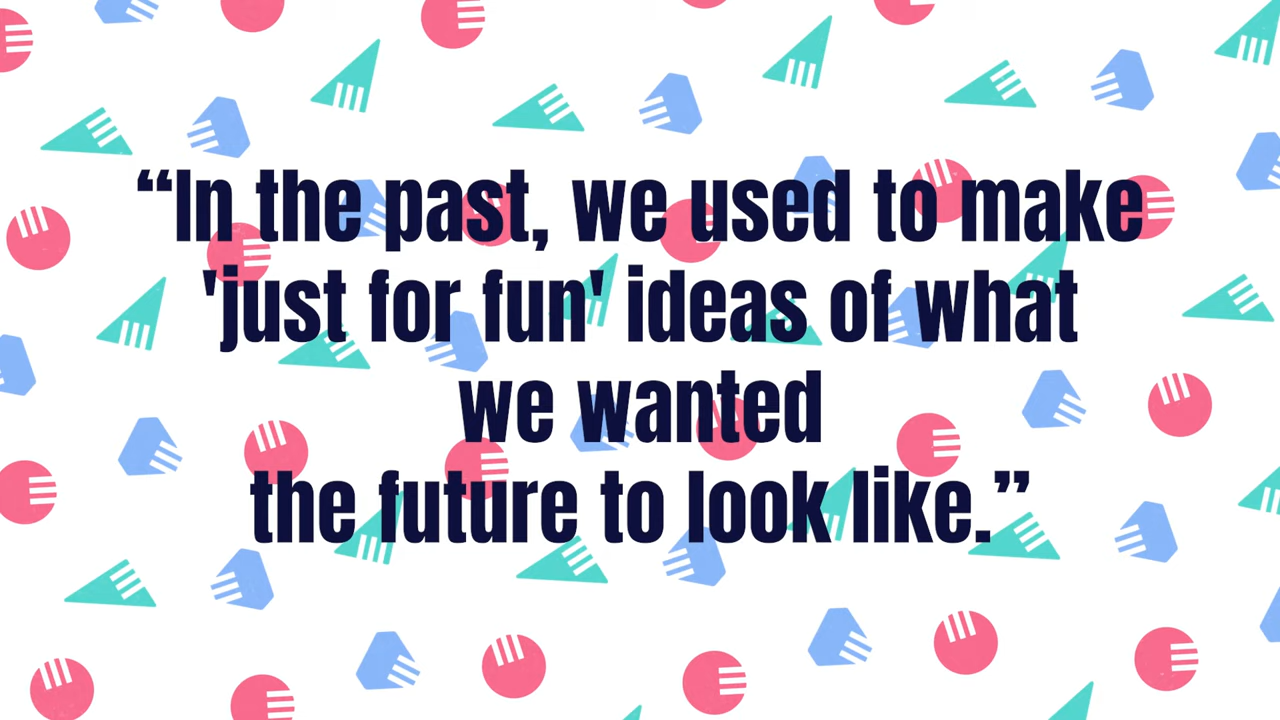 “In the past, we used to make
'just for fun' ideas of what
we wanted
the future to look like.”